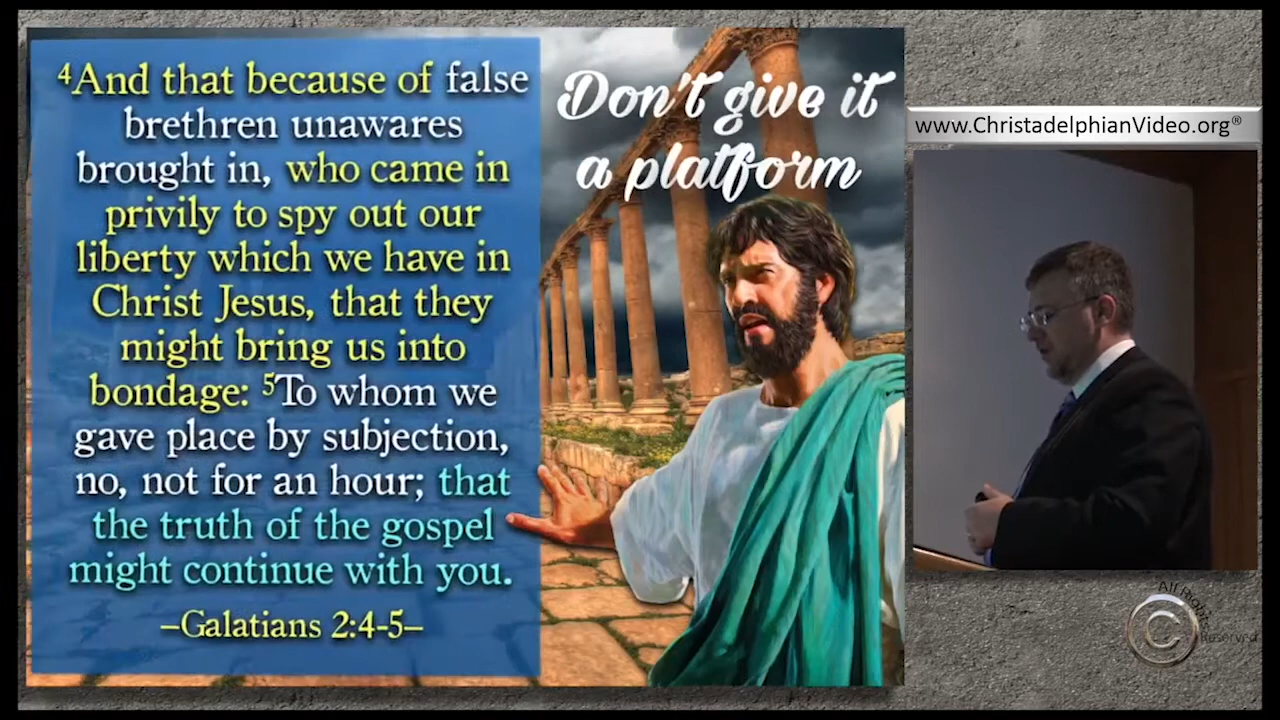 ⁴And that because of false
brethren unawares
brought in, who came in
privily to spy out our
liberty which we have in
Christ Jesus, that they
might bring us into
bondage: ⁵To whom we
gave place by subjection,
no, not for an hour; that
the truth of the gospel
might continue with you.
–Galatians 2:4-5–
Don't give it
a platform
www.ChristadelphianVideo.org®
All Rights
C
Reserved